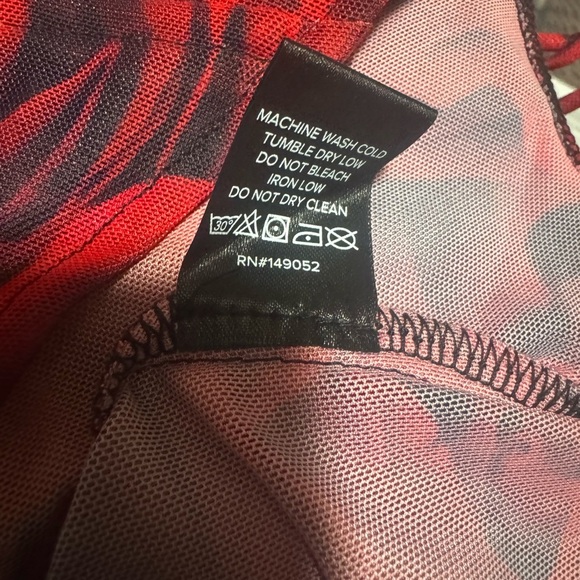 MACHINE WASH COLD
TUMBLE DRY LOW
DO NOT BLEACH
IRON LOW
DO NOT DRY CLEAN
30°
RN#149052